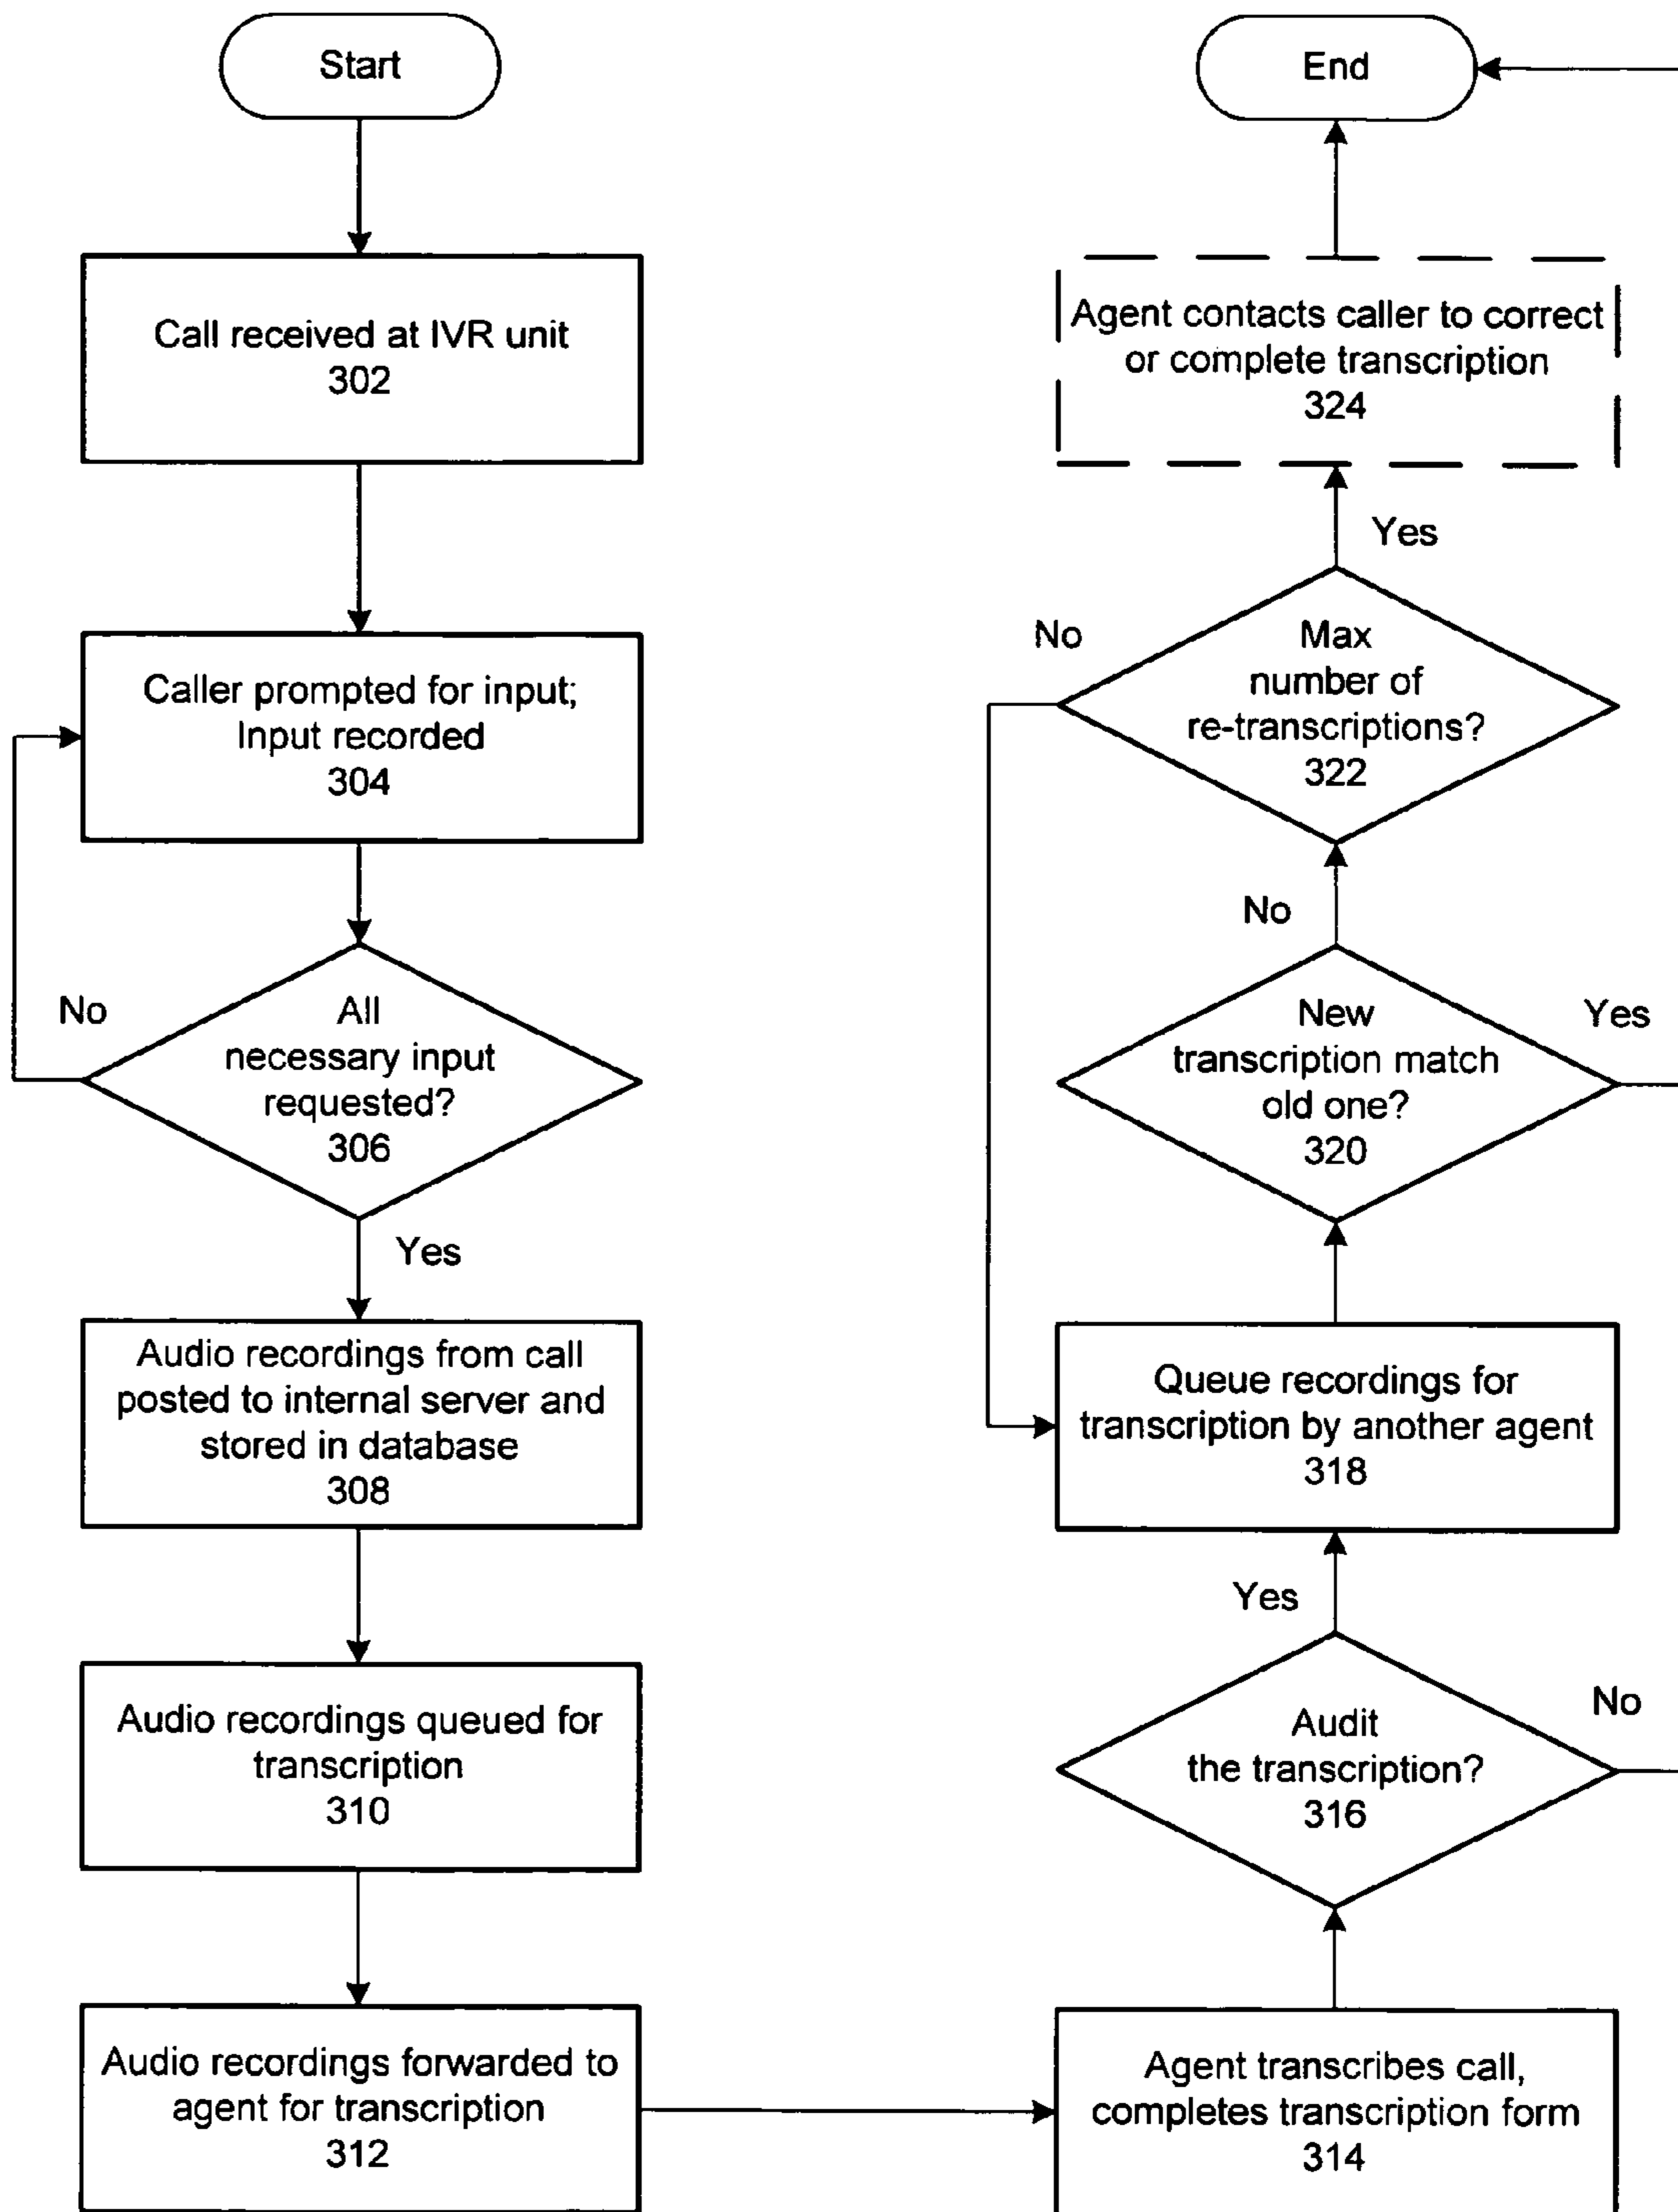 Start
Call received at IVR unit
302
Caller prompted for input;
Input recorded
304
No
All
necessary input
requested?
306
Yes
Audio recordings from call
posted to internal server and
stored in database
308
Audio recordings queued for
transcription
310
Audio recordings forwarded to
agent for transcription
312
End
Agent contacts caller to correct
or complete transcription
324
Yes
No
Max
number of
re-transcriptions?
322
No
New
transcription match
old one?
320
Yes
Queue recordings for
transcription by another agent
318
Yes
Audit
the transcription?
316
No
Agent transcribes call,
completes transcription form
314